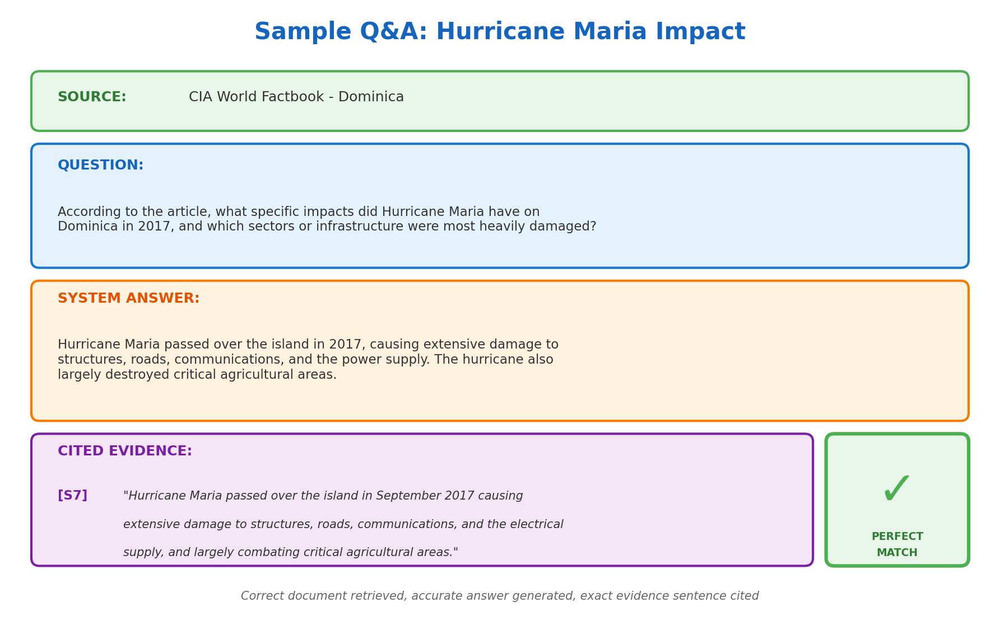 Sample Q&A: Hurricane Maria Impact
SOURCE: CIA World Factbook - Dominica
QUESTION:
According to the article, what specific impacts did Hurricane Maria have on
Dominica in 2017, and which sectors or infrastructure were most heavily damaged?
SYSTEM ANSWER:
Hurricane Maria passed over the island in 2017, causing extensive damage to
structures, roads, communications, and the power supply. The hurricane also
largely destroyed critical agricultural areas.
CITED EVIDENCE:
[S7] "Hurricane Maria passed over the island in September 2017 causing
extensive damage to structures, roads, communications, and the electrical
supply, and largely combating critical agricultural areas."
✓
PERFECT
MATCH
Correct document retrieved, accurate answer generated, exact evidence sentence cited